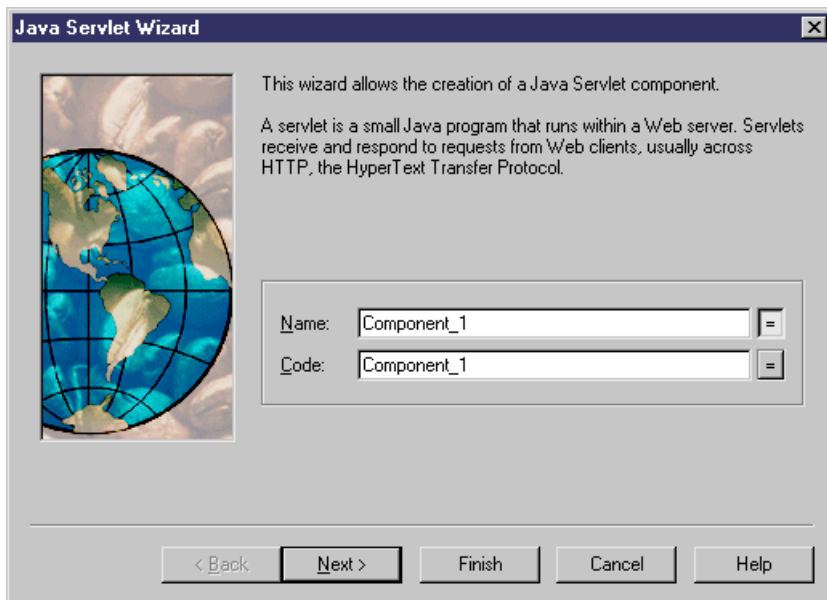 Java Servlet Wizard
This wizard allows the creation of a Java Servlet component.
A servlet is a small Java program that runs within a Web server. Servlets
receive and respond to requests from Web clients, usually across
HTTP, the HyperText Transfer Protocol.
Name: Component_1 =
Code: Component_1 =
< Back Next > Finish Cancel Help